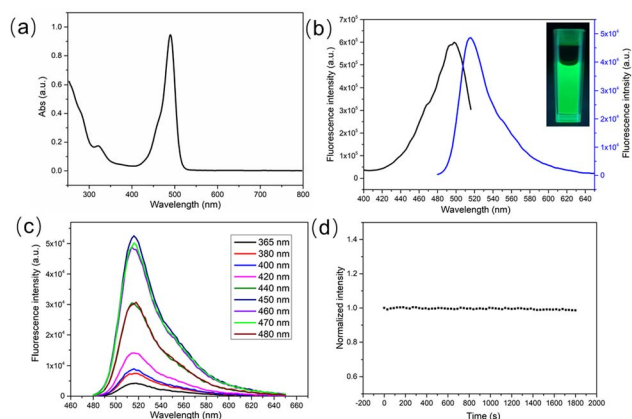 (a)
1.0
0.8
0.6
0.4
0.2
0.0
Abs (a.u.)
300 400 500 600 700 800
Wavelength (nm)
(b)
7x10⁵
6x10⁵
5x10⁵
4x10⁵
3x10⁵
2x10⁵
1x10⁵
0
Fluorescence intensity (a.u.)
400 420 440 460 480 500 520 540 560 580 600 620 640
Wavelength (nm)
5x10⁴
4x10⁴
3x10⁴
2x10⁴
1x10⁴
0
(c)
5x10⁴
4x10⁴
3x10⁴
2x10⁴
1x10⁴
0
Fluorescence intensity (a.u.)
365 nm
380 nm
400 nm
420 nm
440 nm
450 nm
460 nm
470 nm
480 nm
460 480 500 520 540 560 580 600 620 640 660
Wavelength (nm)
(d)
1.4
1.2
1.0
0.8
0.6
Normalized intensity
-200 0 200 400 600 800 1000 1200 1400 1600 1800 2000
Time (s)